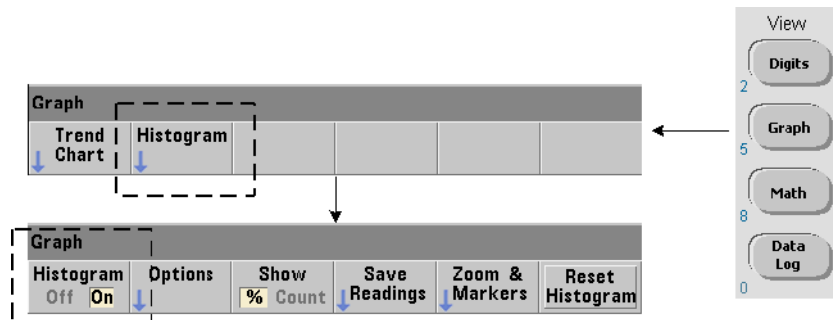 View
Digits
2
Graph
5
Math
8
Data
Log
0
Graph
Trend
Chart
Histogram
Graph
Histogram
Off On
Options
Show
% Count
Save
Readings
Zoom &
Markers
Reset
Histogram